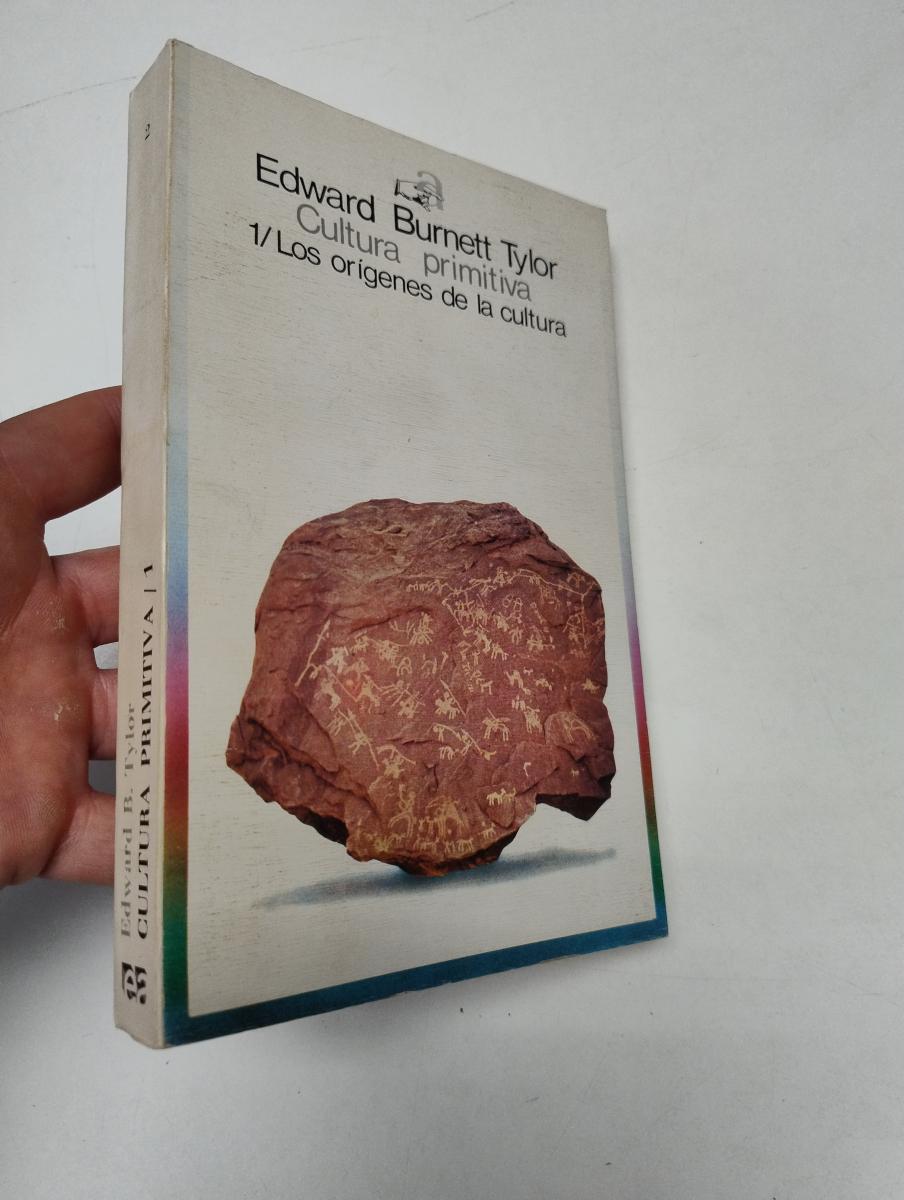 a
Edward Burnett Tylor
Cultura primitiva
1/Los orígenes de la cultura
Edward B. Tylor
CULTURA PRIMITIVA / 1